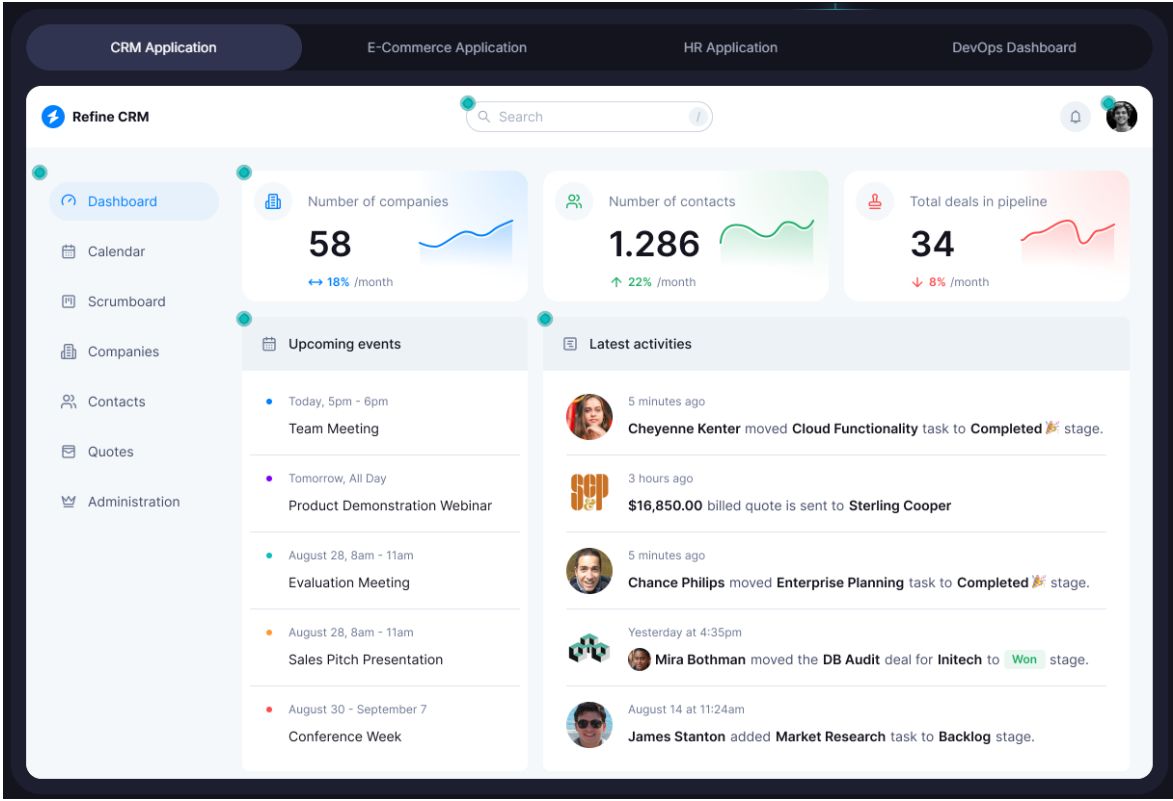 CRM Application
E-Commerce Application
HR Application
DevOps Dashboard
Refine CRM
Search
/
Dashboard
Calendar
Scrumboard
Companies
Contacts
Quotes
Administration
Number of companies
58
18% /month
Number of contacts
1.286
22% /month
Total deals in pipeline
34
8% /month
Upcoming events
Today, 5pm - 6pm
Team Meeting
Tomorrow, All Day
Product Demonstration Webinar
August 28, 8am - 11am
Evaluation Meeting
August 28, 8am - 11am
Sales Pitch Presentation
August 30 - September 7
Conference Week
Latest activities
5 minutes ago
Cheyenne Kenter moved Cloud Functionality task to Completed🎉 stage.
SC&P
3 hours ago
$16,850.00 billed quote is sent to Sterling Cooper
5 minutes ago
Chance Philips moved Enterprise Planning task to Completed🎉 stage.
Yesterday at 4:35pm
Mira Bothman moved the DB Audit deal for Initech to Won stage.
August 14 at 11:24am
James Stanton added Market Research task to Backlog stage.